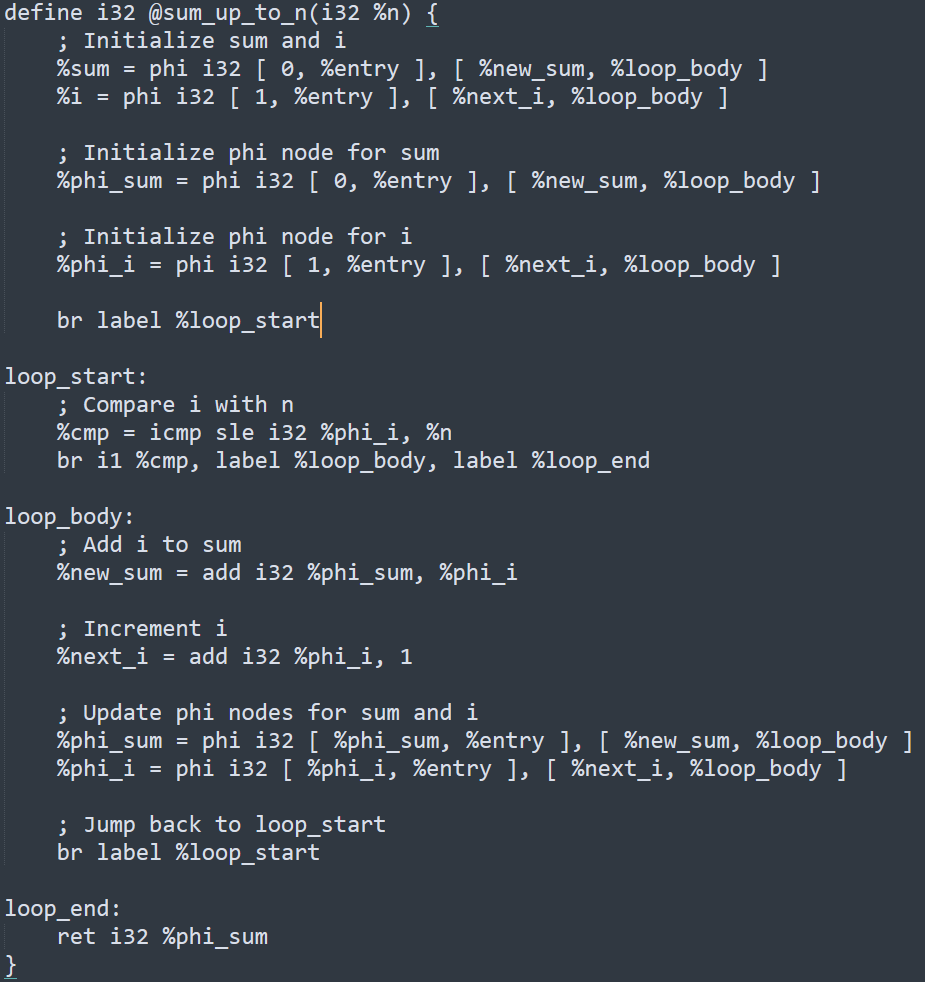 define i32 @sum_up_to_n(i32 %n) {
    ; Initialize sum and i
    %sum = phi i32 [ 0, %entry ], [ %new_sum, %loop_body ]
    %i = phi i32 [ 1, %entry ], [ %next_i, %loop_body ]

    ; Initialize phi node for sum
    %phi_sum = phi i32 [ 0, %entry ], [ %new_sum, %loop_body ]

    ; Initialize phi node for i
    %phi_i = phi i32 [ 1, %entry ], [ %next_i, %loop_body ]

    br label %loop_start

loop_start:
    ; Compare i with n
    %cmp = icmp sle i32 %phi_i, %n
    br i1 %cmp, label %loop_body, label %loop_end

loop_body:
    ; Add i to sum
    %new_sum = add i32 %phi_sum, %phi_i

    ; Increment i
    %next_i = add i32 %phi_i, 1

    ; Update phi nodes for sum and i
    %phi_sum = phi i32 [ %phi_sum, %entry ], [ %new_sum, %loop_body ]
    %phi_i = phi i32 [ %phi_i, %entry ], [ %next_i, %loop_body ]

    ; Jump back to loop_start
    br label %loop_start

loop_end:
    ret i32 %phi_sum
}